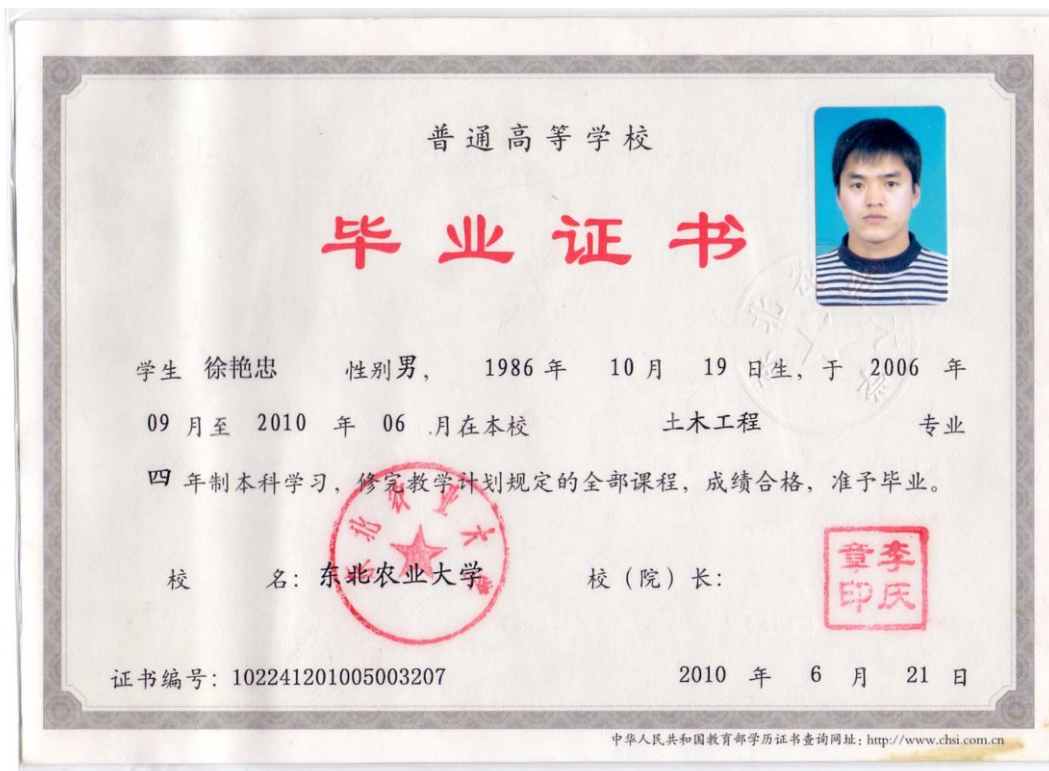 普通高等学校
毕业证书
学生 徐艳忠 性别男， 1986 年 10 月 19 日生，于 2006 年
09 月至 2010 年 06 月在本校 土木工程 专业
四 年制本科学习，修完教学计划规定的全部课程，成绩合格，准予毕业。
东北农业大学
校 名：东北农业大学 校（院）长：
李庆章印
证书编号：102241201005003207 2010 年 6 月 21 日
中华人民共和国教育部学历证书查询网址：http://www.chsi.com.cn